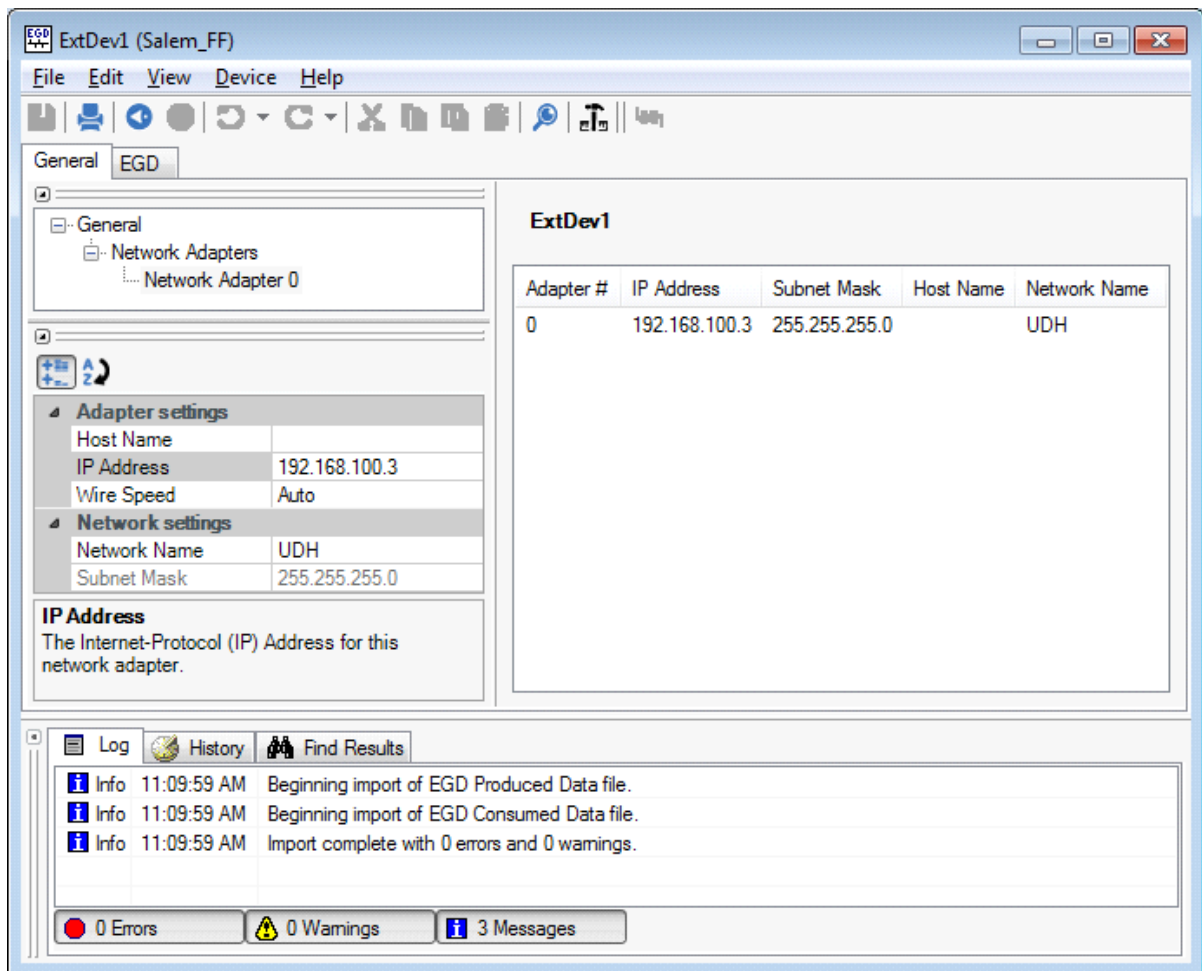 EGD
ExtDev1 (Salem_FF)
File Edit View Device Help
General EGD
General
Network Adapters
Network Adapter 0
Adapter settings
Host Name
IP Address 192.168.100.3
Wire Speed Auto
Network settings
Network Name UDH
Subnet Mask 255.255.255.0
IP Address
The Internet-Protocol (IP) Address for this
network adapter.
ExtDev1
Adapter # IP Address Subnet Mask Host Name Network Name
0 192.168.100.3 255.255.255.0 UDH
Log History Find Results
Info 11:09:59 AM Beginning import of EGD Produced Data file.
Info 11:09:59 AM Beginning import of EGD Consumed Data file.
Info 11:09:59 AM Import complete with 0 errors and 0 warnings.
0 Errors 0 Warnings 3 Messages